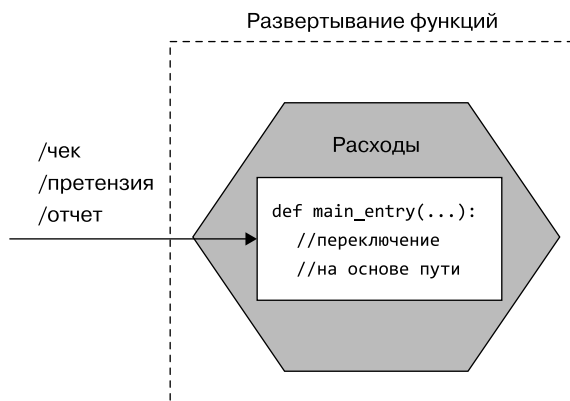 Развертывание функций
/чек
/претензия
/отчет
Расходы
def main_entry(...):
//переключение
//на основе пути